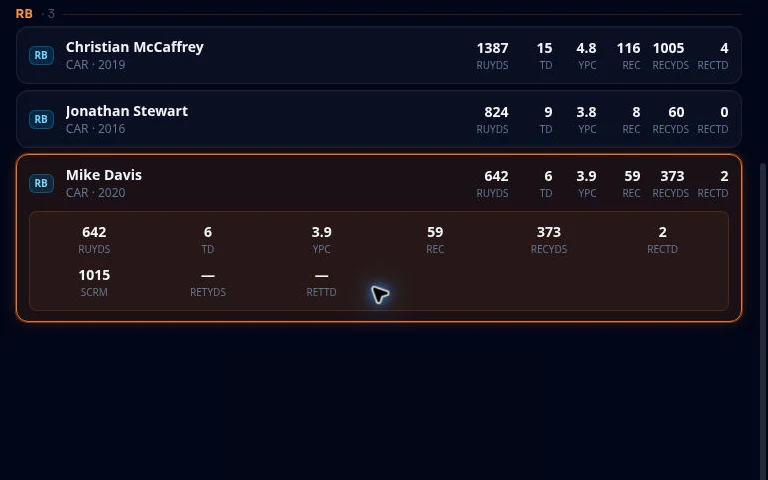 RB · 3
RB Christian McCaffrey 1387 15 4.8 116 1005 4
CAR · 2019 RUYDS TD YPC REC RECYDS RECTD
RB Jonathan Stewart 824 9 3.8 8 60 0
CAR · 2016 RUYDS TD YPC REC RECYDS RECTD
RB Mike Davis 642 6 3.9 59 373 2
CAR · 2020 RUYDS TD YPC REC RECYDS RECTD
642 6 3.9 59 373 2
RUYDS TD YPC REC RECYDS RECTD
1015 — —
SCRM RETYDS RETTD